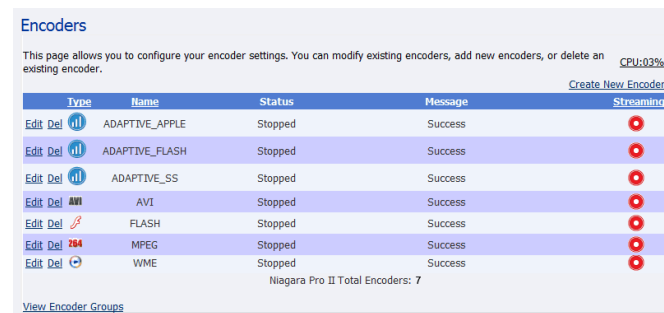 Encoders
This page allows you to configure your encoder settings. You can modify existing encoders, add new encoders, or delete an
existing encoder.
CPU:03%
Create New Encoder
Type Name Status Message Streaming
Edit Del ADAPTIVE_APPLE Stopped Success
Edit Del ADAPTIVE_FLASH Stopped Success
Edit Del ADAPTIVE_SS Stopped Success
Edit Del AVI AVI Stopped Success
Edit Del FLASH Stopped Success
Edit Del 264 MPEG Stopped Success
Edit Del WME Stopped Success
Niagara Pro II Total Encoders: 7
View Encoder Groups